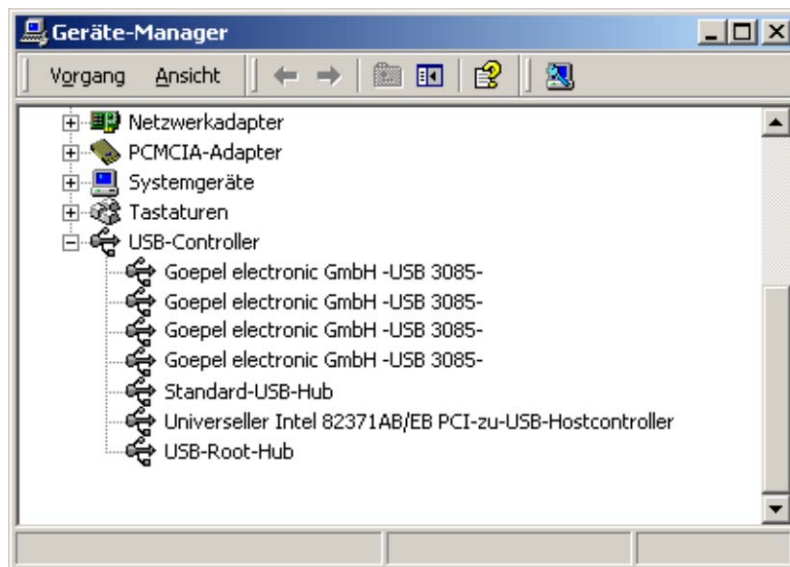 Geräte-Manager
Vorgang Ansicht
Netzwerkadapter
PCMCIA-Adapter
Systemgeräte
Tastaturen
USB-Controller
Goepel electronic GmbH -USB 3085-
Goepel electronic GmbH -USB 3085-
Goepel electronic GmbH -USB 3085-
Goepel electronic GmbH -USB 3085-
Standard-USB-Hub
Universeller Intel 82371AB/EB PCI-zu-USB-Hostcontroller
USB-Root-Hub